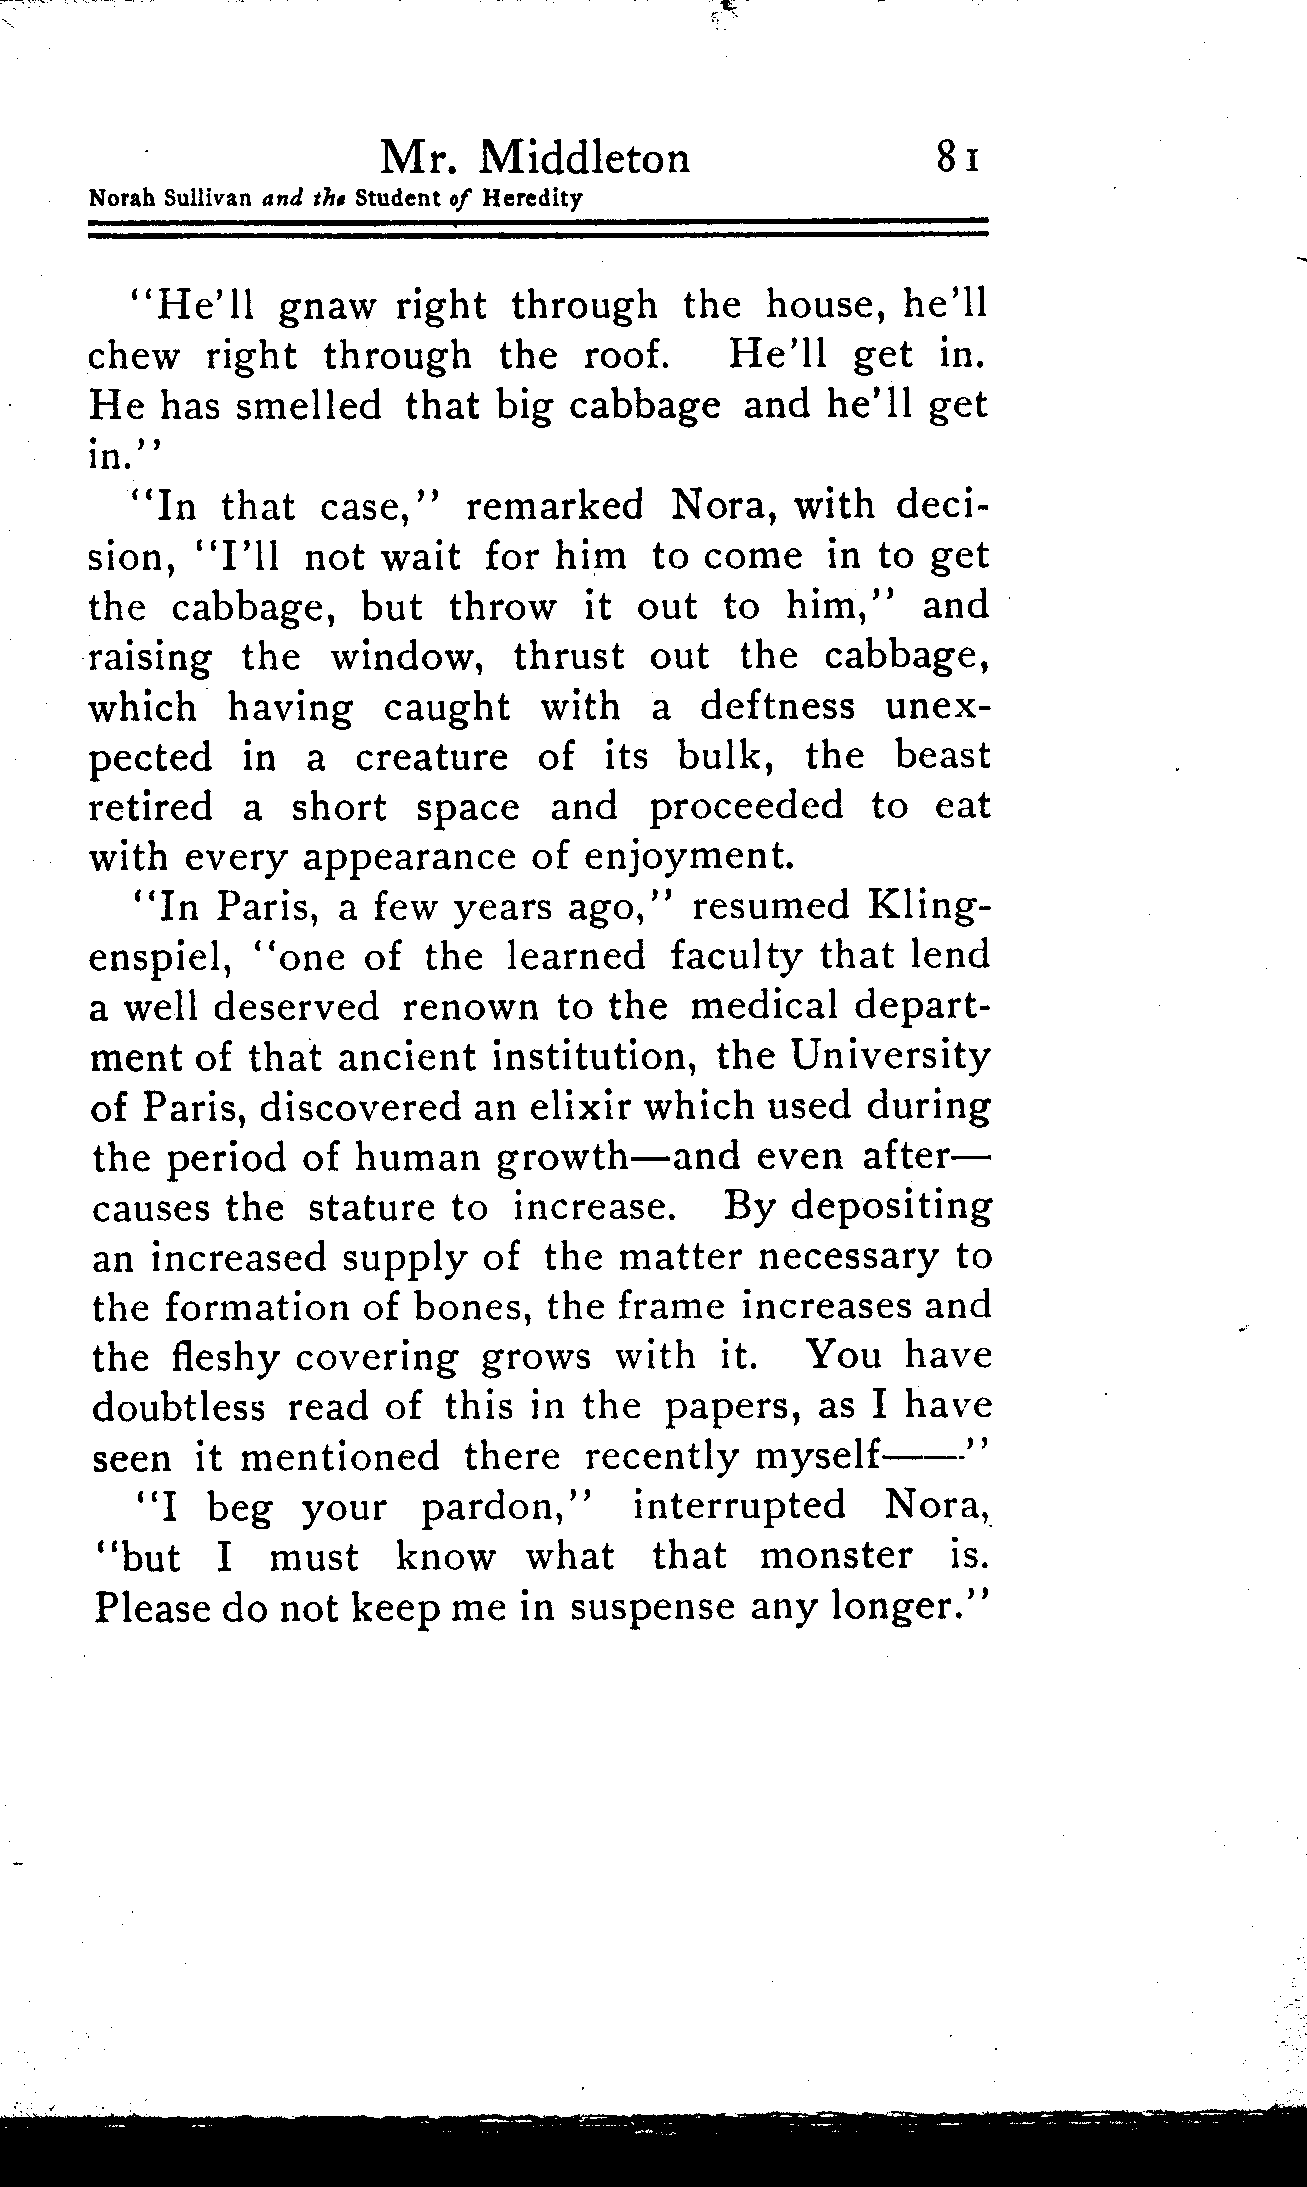 Mr. Middleton 81
Norah Sullivan and the Student of Heredity
"He'll gnaw right through the house, he'll
chew right through the roof. He'll get in.
He has smelled that big cabbage and he'll get
in."
"In that case," remarked Nora, with deci-
sion, "I'll not wait for him to come in to get
the cabbage, but throw it out to him," and
raising the window, thrust out the cabbage,
which having caught with a deftness unex-
pected in a creature of its bulk, the beast
retired a short space and proceeded to eat
with every appearance of enjoyment.
"In Paris, a few years ago," resumed Kling-
enspiel, "one of the learned faculty that lend
a well deserved renown to the medical depart-
ment of that ancient institution, the University
of Paris, discovered an elixir which used during
the period of human growth—and even after—
causes the stature to increase. By depositing
an increased supply of the matter necessary to
the formation of bones, the frame increases and
the fleshy covering grows with it. You have
doubtless read of this in the papers, as I have
seen it mentioned there recently myself——"
"I beg your pardon," interrupted Nora,
"but I must know what that monster is.
Please do not keep me in suspense any longer."